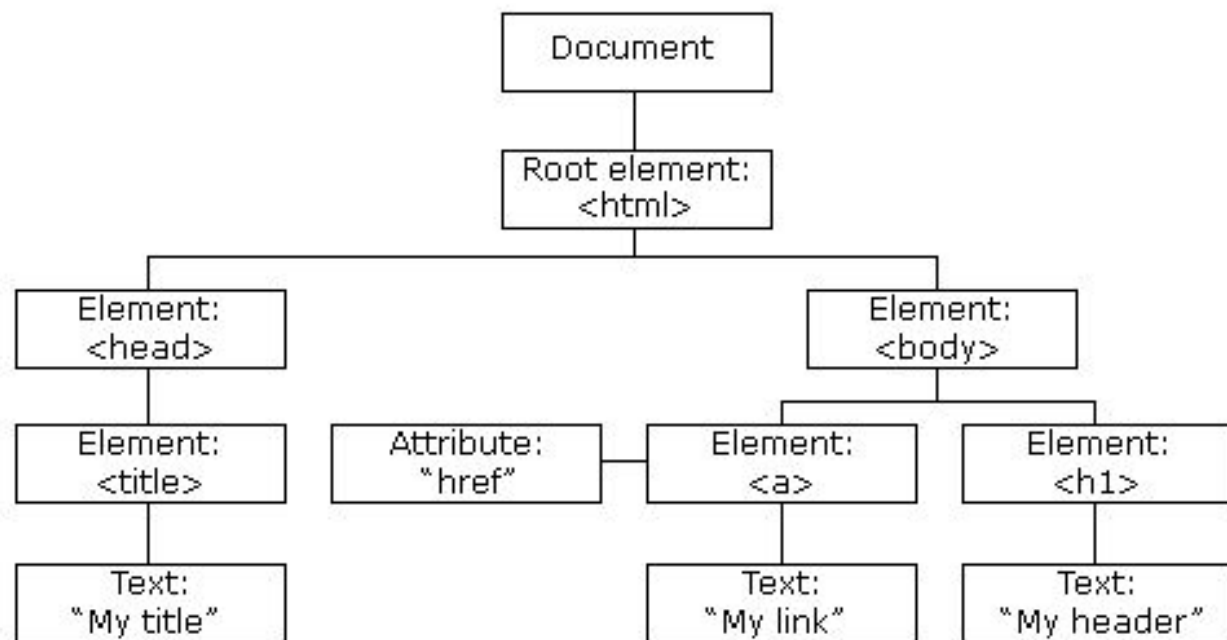 Document
Root element:
<html>
Element:
<head>
Element:
<body>
Element:
<title>
Attribute:
“href”
Element:
<a>
Element:
<h1>
Text:
“My title”
Text:
“My link”
Text:
“My header”